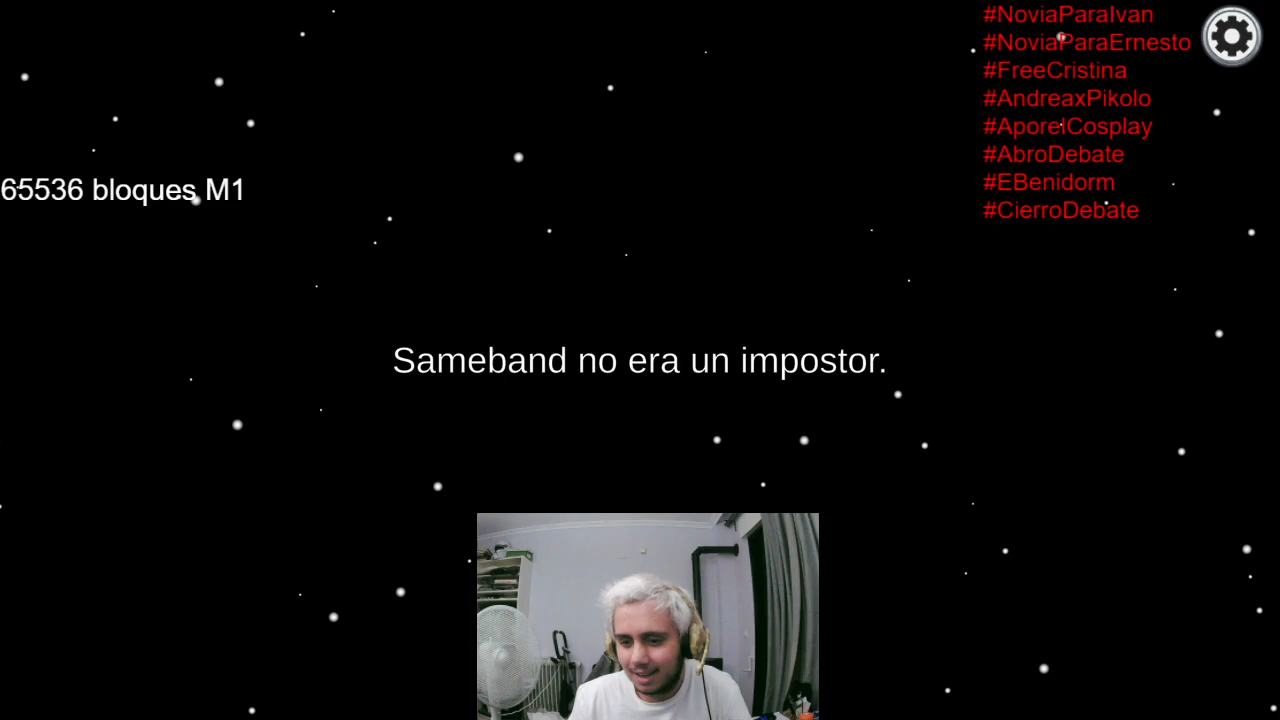 #NoviaParaIvan
#NoviaParaErnesto
#FreeCristina
#AndreaxPikolo
#AporelCosplay
#AbroDebate
#EBenidorm
#CierroDebate
65536 bloques M1
Sameband no era un impostor.